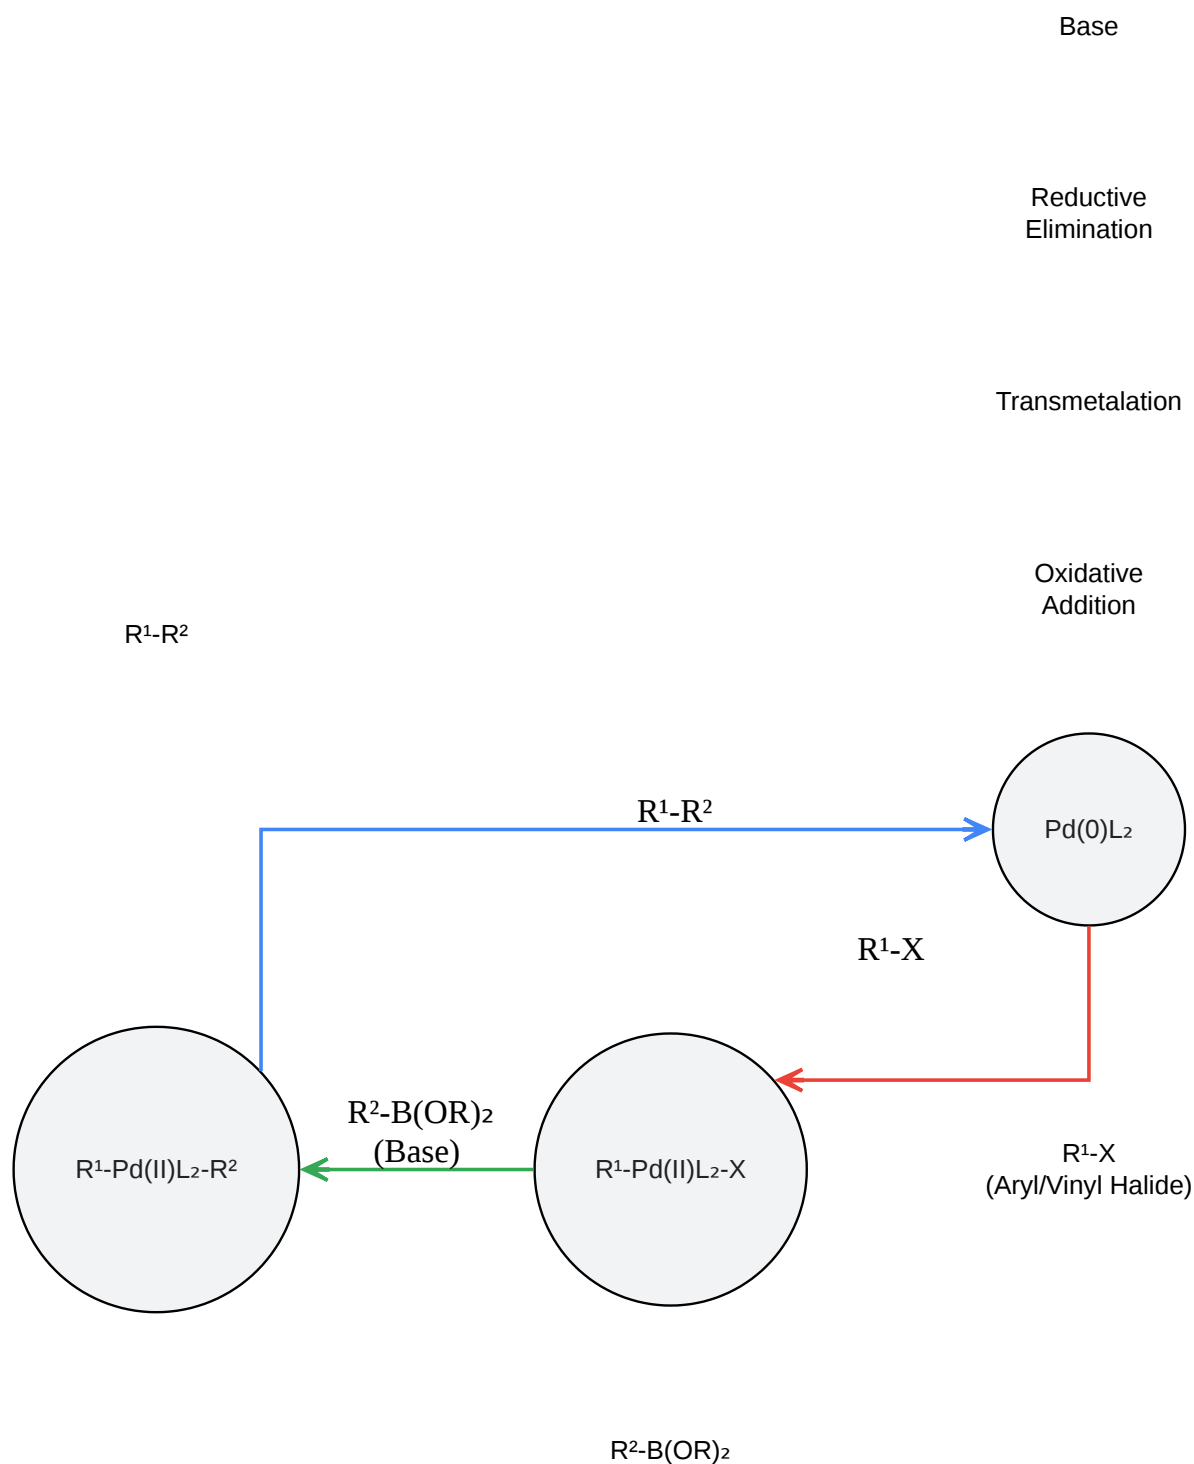 Base
Reductive
Elimination
Transmetalation
Oxidative
Addition
R¹-R²
R¹-R²
Pd(0)L₂
R¹-X
R²-B(OR)₂
(Base)
R¹-Pd(II)L₂-R²
R¹-Pd(II)L₂-X
R¹-X
(Aryl/Vinyl Halide)
R²-B(OR)₂